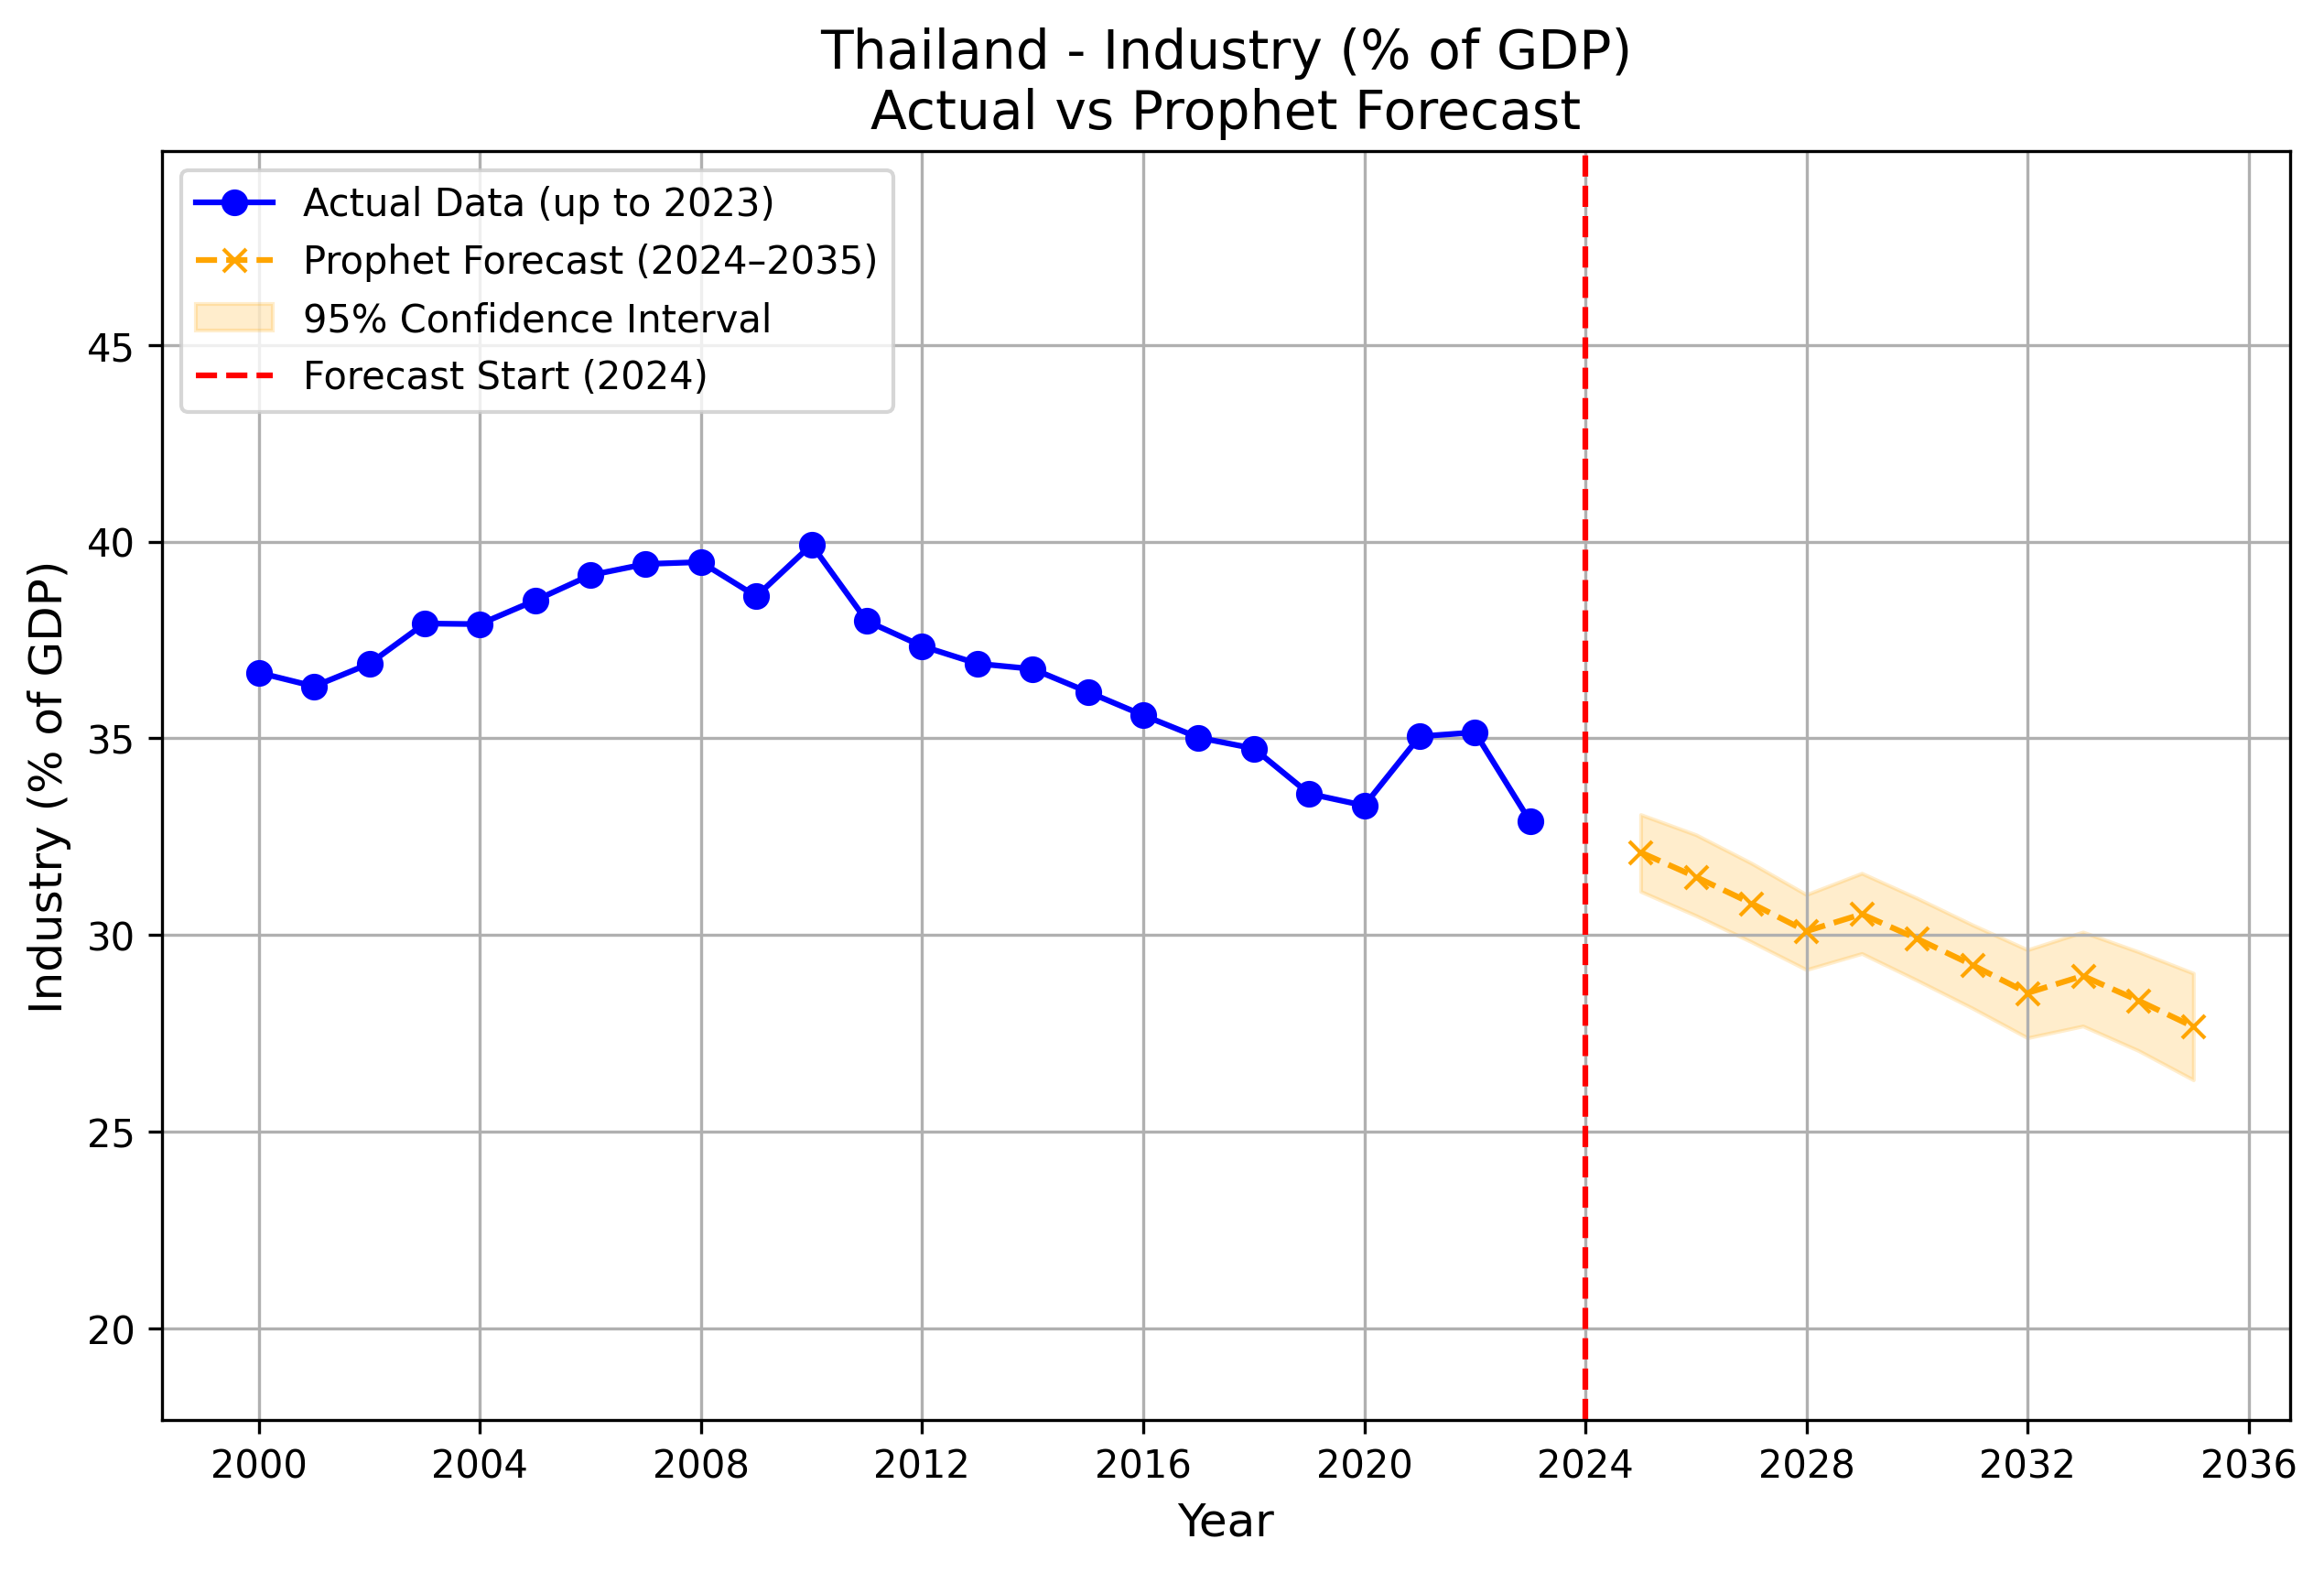 Thailand - Industry (% of GDP)
Actual vs Prophet Forecast
Actual Data (up to 2023)
Prophet Forecast (2024–2035)
95% Confidence Interval
Forecast Start (2024)
Industry (% of GDP)
45
40
35
30
25
20
2000
2004
2008
2012
2016
2020
2024
2028
2032
2036
Year